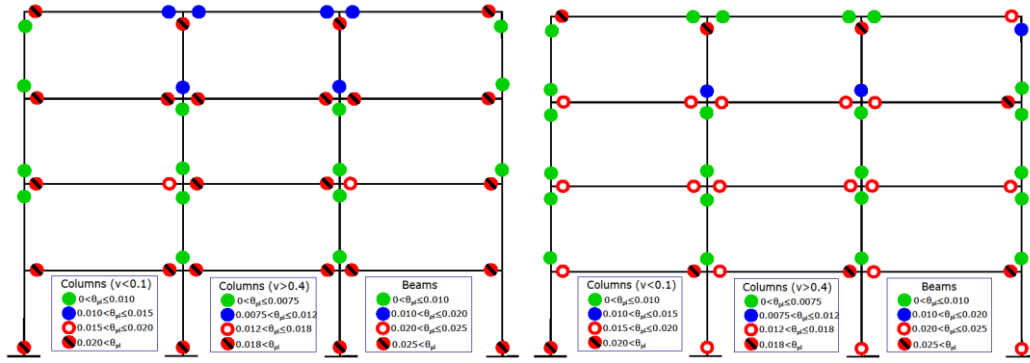 Columns (v<0.1)
0<θpl≤0.010
0.010<θpl≤0.015
0.015<θpl≤0.020
0.020<θpl
Columns (v>0.4)
0<θpl≤0.0075
0.0075<θpl≤0.012
0.012<θpl≤0.018
0.018<θpl
Beams
0<θpl≤0.010
0.010<θpl≤0.020
0.020<θpl≤0.025
0.025<θpl
Columns (v<0.1)
0<θpl≤0.010
0.010<θpl≤0.015
0.015<θpl≤0.020
0.020<θpl
Columns (v>0.4)
0<θpl≤0.0075
0.0075<θpl≤0.012
0.012<θpl≤0.018
0.018<θpl
Beams
0<θpl≤0.010
0.010<θpl≤0.020
0.020<θpl≤0.025
0.025<θpl